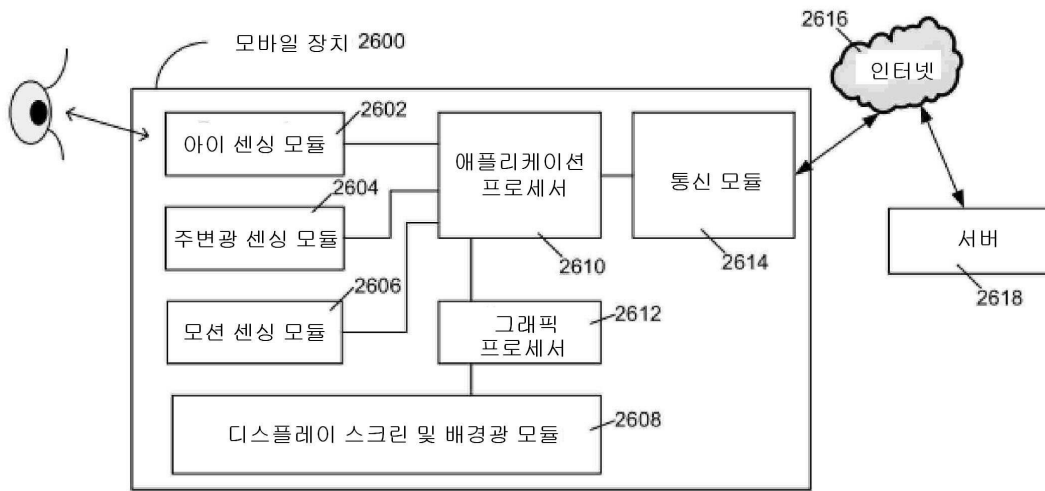 모바일 장치 2600
2616
인터넷
2602
아이 센싱 모듈
애플리케이션
프로세서
통신 모듈
2604
주변광 센싱 모듈
서버
2610
2614
2618
2606
모션 센싱 모듈
2612
그래픽
프로세서
2608
디스플레이 스크린 및 배경광 모듈